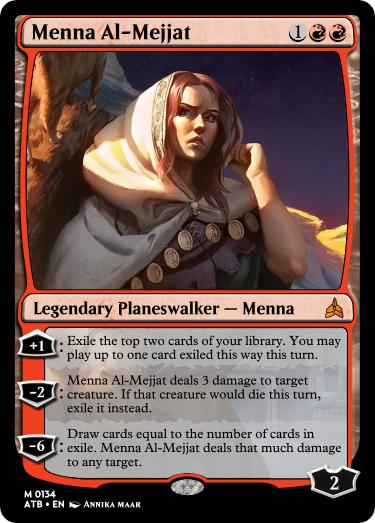 Menna Al-Mejjat 1
Legendary Planeswalker — Menna
+1: Exile the top two cards of your library. You may
play up to one card exiled this way this turn.
Menna Al-Mejjat deals 3 damage to target
-2: creature. If that creature would die this turn,
exile it instead.
Draw cards equal to the number of cards in
-6: exile. Menna Al-Mejjat deals that much damage
to any target.
2
M 0134
ATB • EN Annika Maar